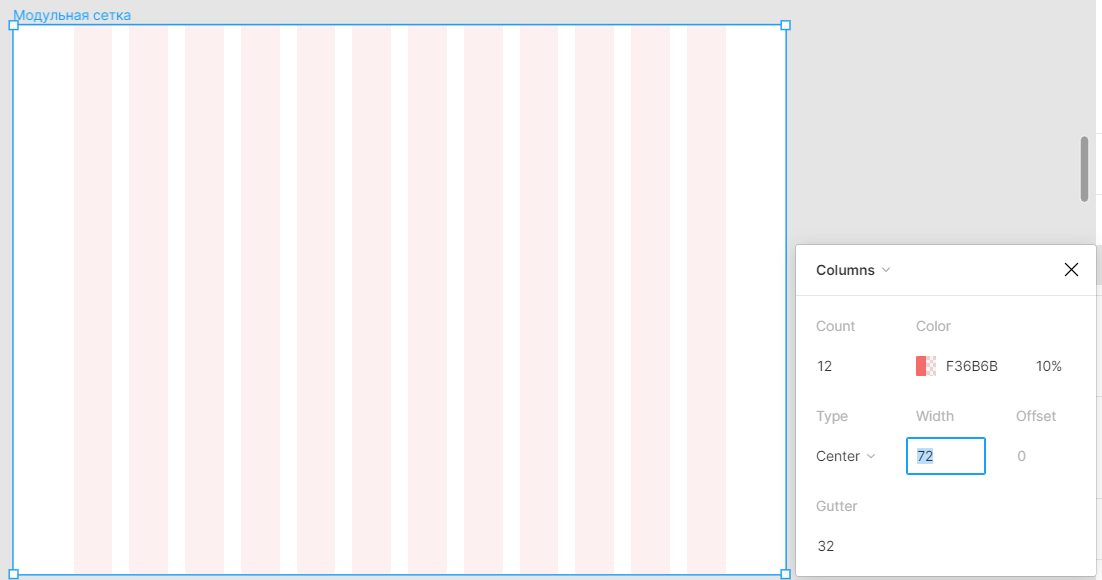 Модульная сетка
Columns
Count Color
12 F36B6B 10%
Type Width Offset
Center 72 0
Gutter
32